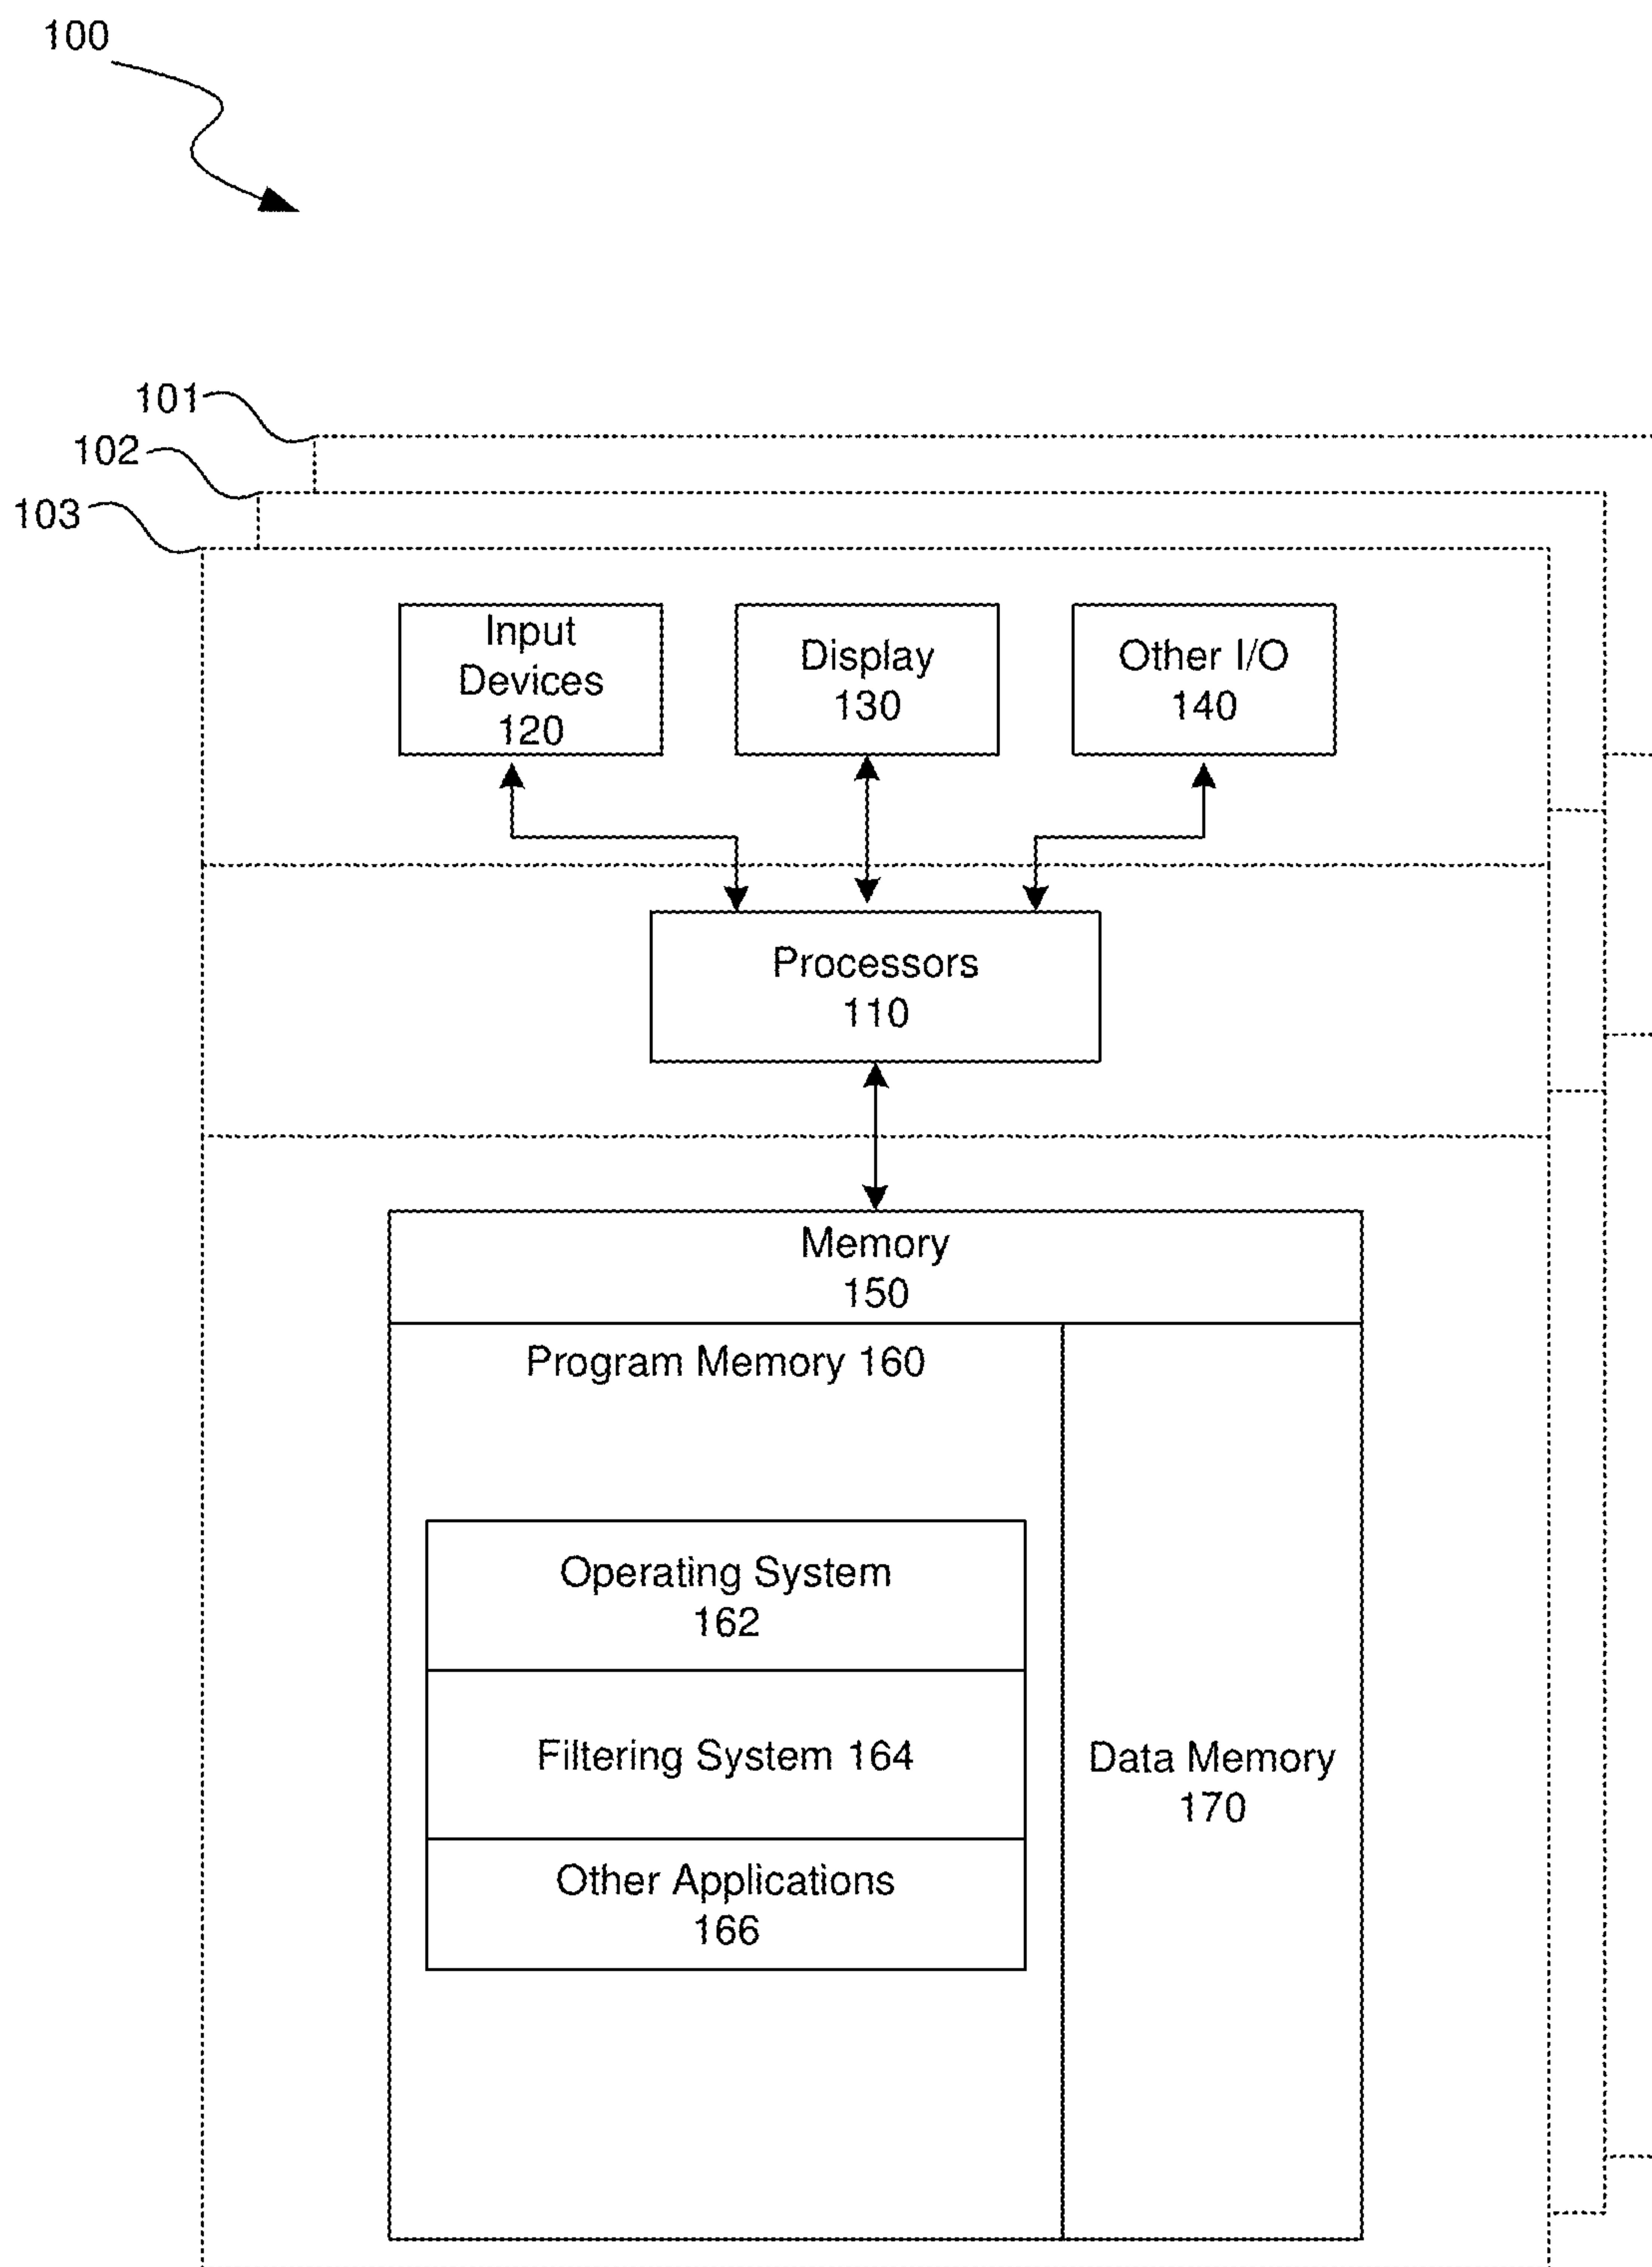 100
101
102
103
Input
Devices
120
Display
130
Other I/O
140
Processors
110
Memory
150
Program Memory 160
Operating System
162
Filtering System 164
Other Applications
166
Data Memory
170